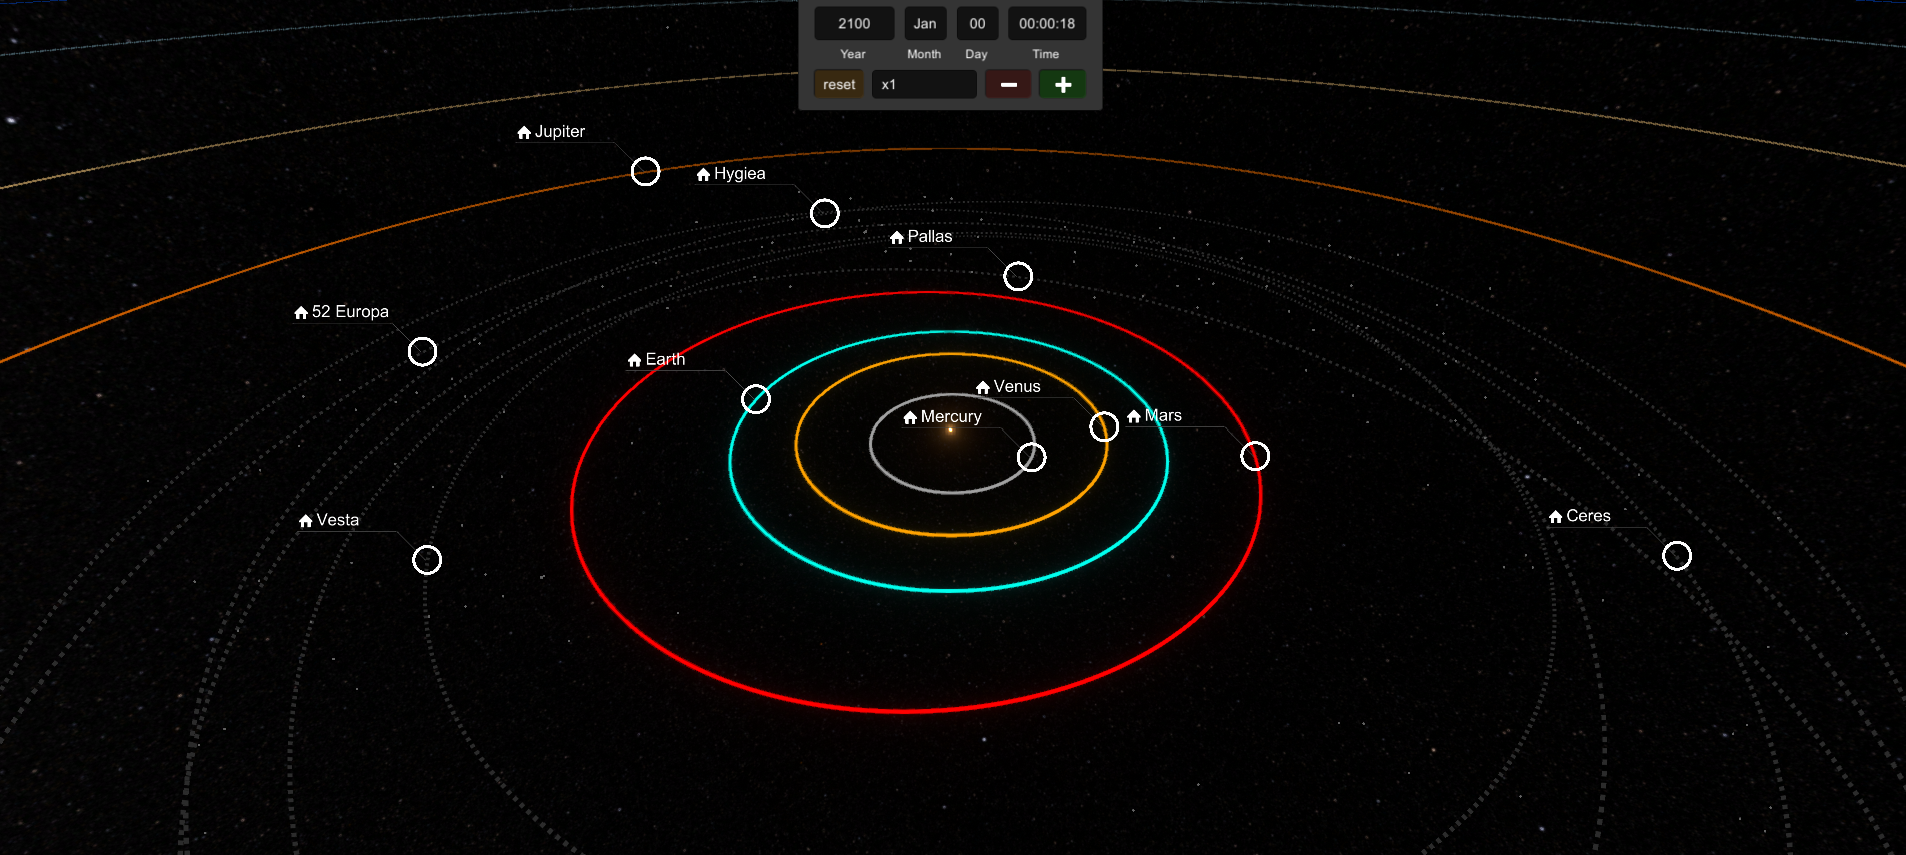 2100 Jan 00 00:00:18
Year Month Day Time
reset x1
Jupiter
Hygiea
Pallas
52 Europa
Earth
Venus
Mercury
Mars
Vesta
Ceres